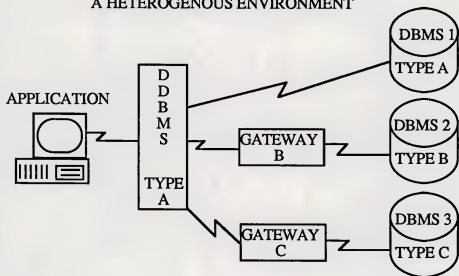 A HETEROGENOUS ENVIRONMENT
APPLICATION
D
D
B
M
S
TYPE
A
GATEWAY
B
GATEWAY
C
DBMS 1
TYPE A
DBMS 2
TYPE B
DBMS 3
TYPE C